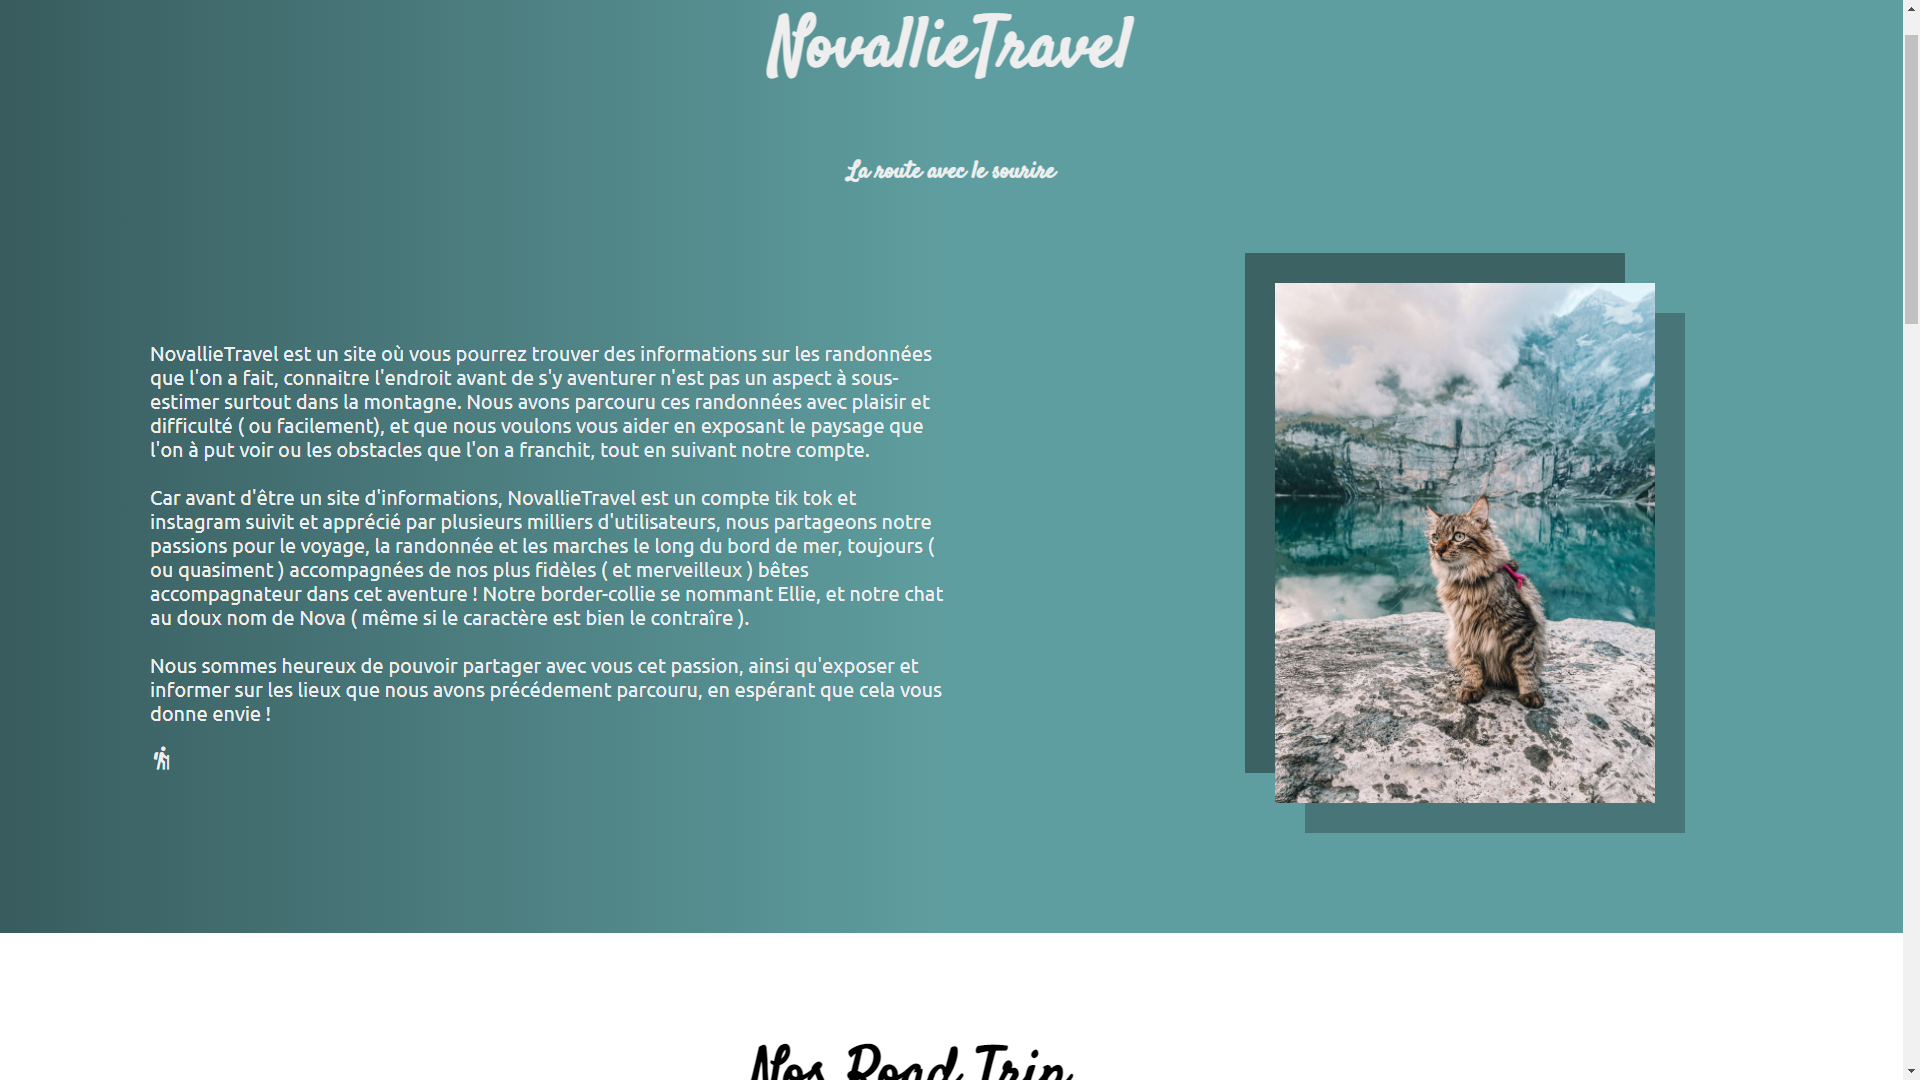 NovallieTravel
La route avec le sourire
NovallieTravel est un site où vous pourrez trouver des informations sur les randonnées
que l'on a fait, connaitre l'endroit avant de s'y aventurer n'est pas un aspect à sous-
estimer surtout dans la montagne. Nous avons parcouru ces randonnées avec plaisir et
difficulté ( ou facilement), et que nous voulons vous aider en exposant le paysage que
l'on à put voir ou les obstacles que l'on a franchit, tout en suivant notre compte.
Car avant d'être un site d'informations, NovallieTravel est un compte tik tok et
instagram suivit et apprécié par plusieurs milliers d'utilisateurs, nous partageons notre
passions pour le voyage, la randonnée et les marches le long du bord de mer, toujours (
ou quasiment ) accompagnées de nos plus fidèles ( et merveilleux ) bêtes
accompagnateur dans cet aventure ! Notre border-collie se nommant Ellie, et notre chat
au doux nom de Nova ( même si le caractère est bien le contraîre ).
Nous sommes heureux de pouvoir partager avec vous cet passion, ainsi qu'exposer et
informer sur les lieux que nous avons précédement parcouru, en espérant que cela vous
donne envie !
Nos Road Trip